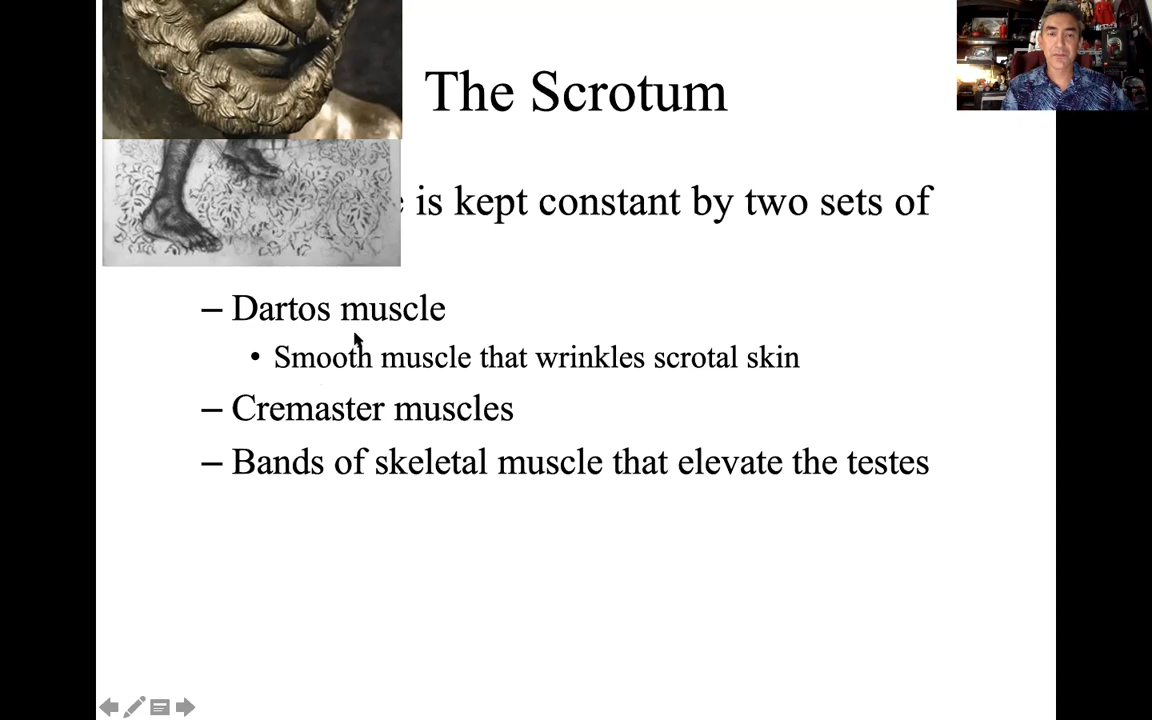 The Scrotum
is kept constant by two sets of
– Dartos muscle
• Smooth muscle that wrinkles scrotal skin
– Cremaster muscles
– Bands of skeletal muscle that elevate the testes